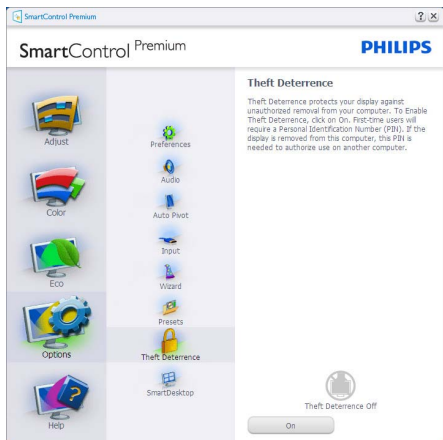 SmartControl Premium
? x
SmartControl Premium
PHILIPS
Adjust
Color
Eco
Options
Help
Preferences
Audio
Auto Pivot
Input
Wizard
Presets
Theft Deterrence
SmartDesktop
Theft Deterrence
Theft Deterrence protects your display against
unauthorized removal from your computer. To Enable
Theft Deterrence, click on On. First-time users will
require a Personal Identification Number (PIN). If the
display is removed from this computer, this PIN is
needed to authorize use on another computer.
Theft Deterrence Off
On